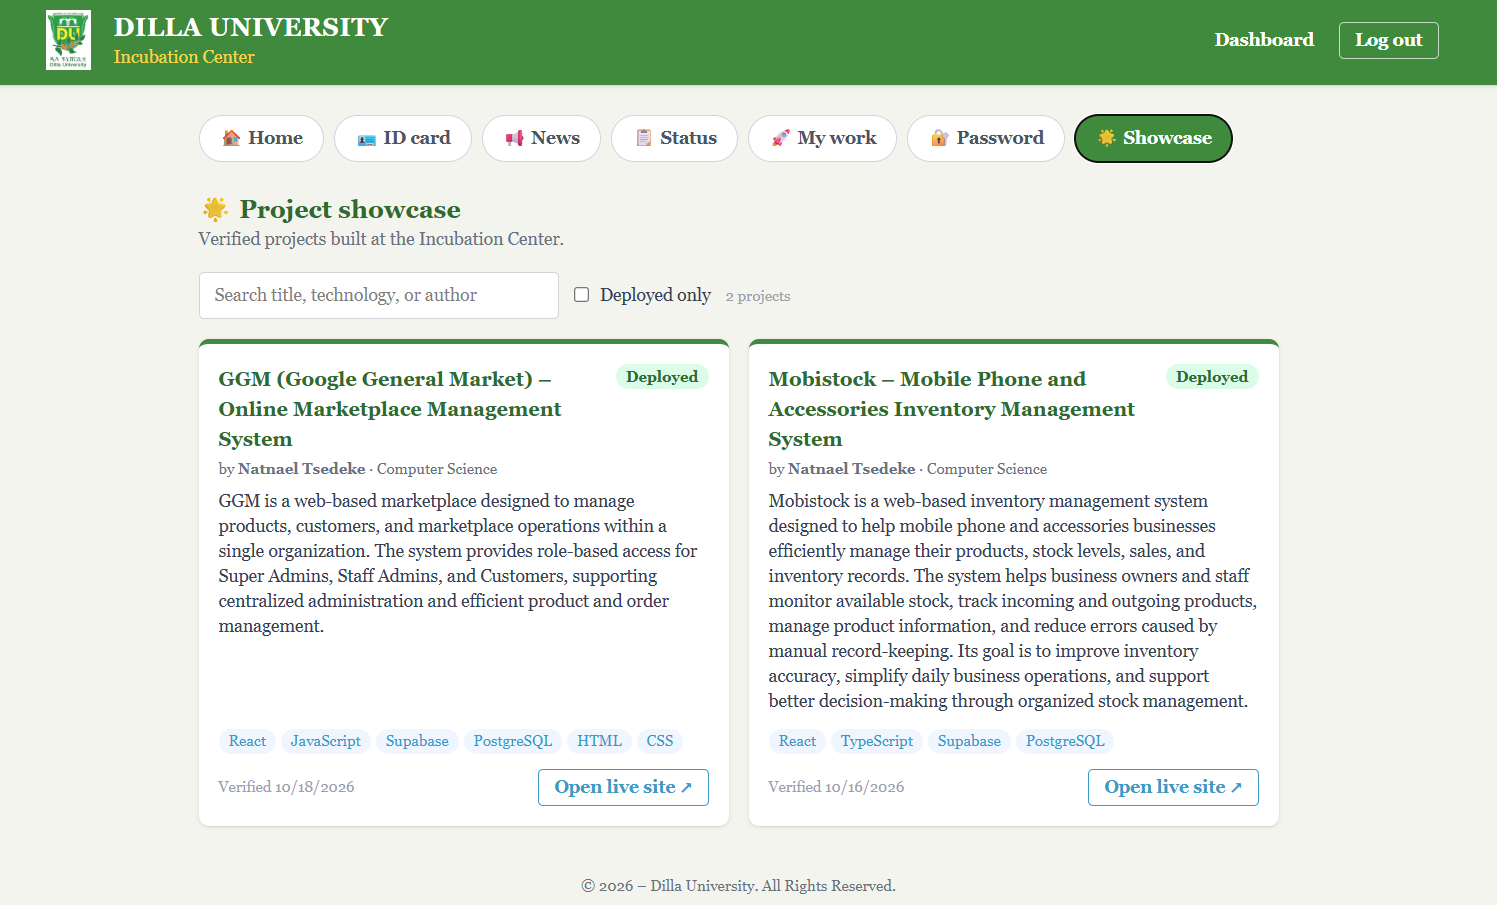 DILLA UNIVERSITY
Incubation Center
Dashboard
Log out
DU
Dilla University
Home
ID card
News
Status
My work
Password
Showcase
Project showcase
Verified projects built at the Incubation Center.
Search title, technology, or author
Deployed only
2 projects
GGM (Google General Market) –
Online Marketplace Management
System
Deployed
by Natnael Tsedeke · Computer Science
GGM is a web-based marketplace designed to manage
products, customers, and marketplace operations within a
single organization. The system provides role-based access for
Super Admins, Staff Admins, and Customers, supporting
centralized administration and efficient product and order
management.
React
JavaScript
Supabase
PostgreSQL
HTML
CSS
Verified 10/18/2026
Open live site ↗
Mobistock – Mobile Phone and
Accessories Inventory Management
System
Deployed
by Natnael Tsedeke · Computer Science
Mobistock is a web-based inventory management system
designed to help mobile phone and accessories businesses
efficiently manage their products, stock levels, sales, and
inventory records. The system helps business owners and staff
monitor available stock, track incoming and outgoing products,
manage product information, and reduce errors caused by
manual record-keeping. Its goal is to improve inventory
accuracy, simplify daily business operations, and support
better decision-making through organized stock management.
React
TypeScript
Supabase
PostgreSQL
Verified 10/16/2026
Open live site ↗
© 2026 – Dilla University. All Rights Reserved.